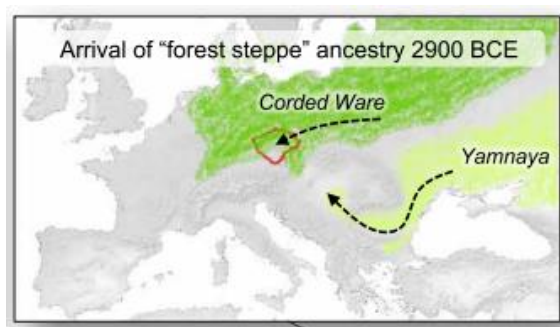 Arrival of “forest steppe” ancestry 2900 BCE
Corded Ware
Yamnaya